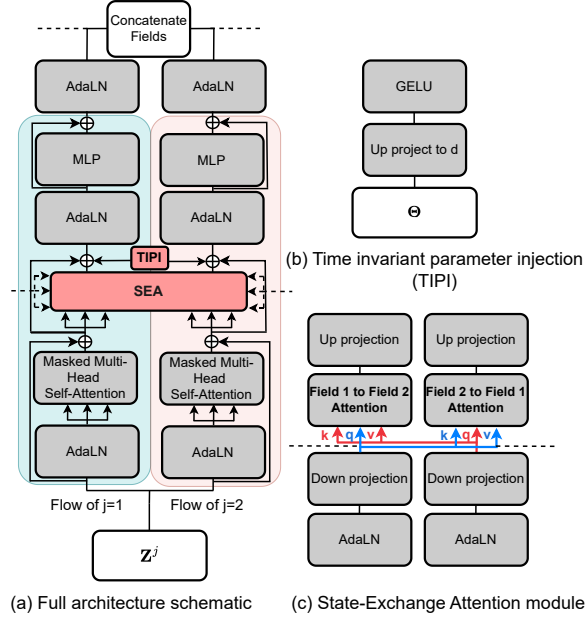 Concatenate
Fields
AdaLN
AdaLN
MLP
MLP
AdaLN
AdaLN
TIPI
SEA
Masked Multi-
Head
Self-Attention
Masked Multi-
Head
Self-Attention
AdaLN
AdaLN
Flow of j=1
Flow of j=2
Z^j
(a) Full architecture schematic
GELU
Up project to d
Θ
(b) Time invariant parameter injection
(TIPI)
Up projection
Up projection
Field 1 to Field 2
Attention
Field 2 to Field 1
Attention
k q v
k q v
Down projection
Down projection
AdaLN
AdaLN
(c) State-Exchange Attention module